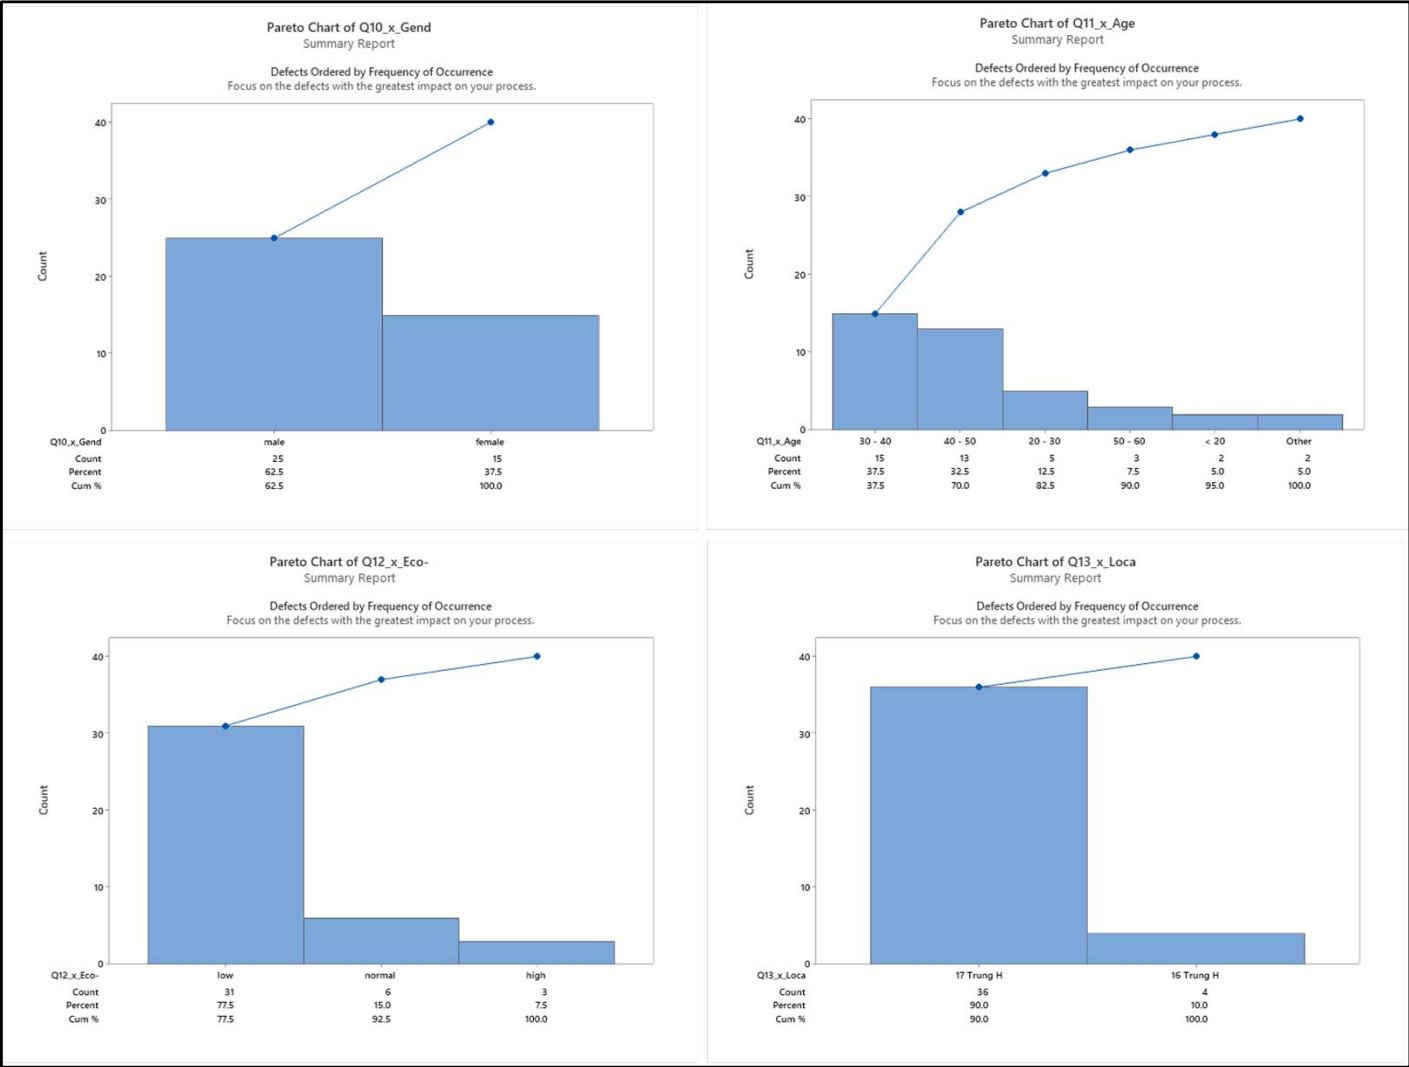 Pareto Chart of Q10_x_Gend
Summary Report
Defects Ordered by Frequency of Occurrence
Focus on the defects with the greatest impact on your process.
40
30
20
10
0
Count
Q10_x_Gend male female
Count 25 15
Percent 62.5 37.5
Cum % 62.5 100.0
Pareto Chart of Q11_x_Age
Summary Report
Defects Ordered by Frequency of Occurrence
Focus on the defects with the greatest impact on your process.
40
30
20
10
0
Count
Q11_x_Age 30 - 40 40 - 50 20 - 30 50 - 60 < 20 Other
Count 15 13 5 3 2 2
Percent 37.5 32.5 12.5 7.5 5.0 5.0
Cum % 37.5 70.0 82.5 90.0 95.0 100.0
Pareto Chart of Q12_x_Eco-
Summary Report
Defects Ordered by Frequency of Occurrence
Focus on the defects with the greatest impact on your process.
40
30
20
10
0
Count
Q12_x_Eco- low normal high
Count 31 6 3
Percent 77.5 15.0 7.5
Cum % 77.5 92.5 100.0
Pareto Chart of Q13_x_Loca
Summary Report
Defects Ordered by Frequency of Occurrence
Focus on the defects with the greatest impact on your process.
40
30
20
10
0
Count
Q13_x_Loca 17 Trung H 16 Trung H
Count 36 4
Percent 90.0 10.0
Cum % 90.0 100.0